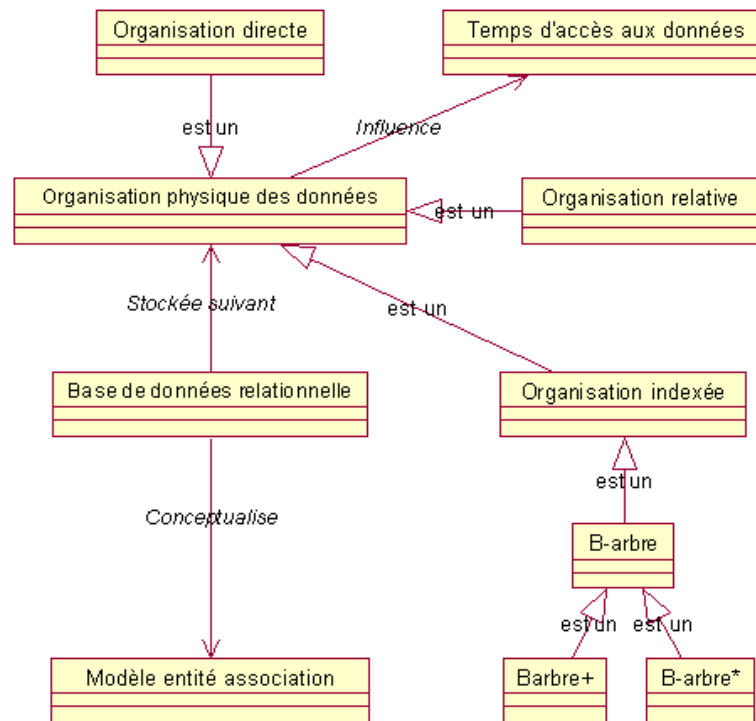 Organisation directe
Temps d'accès aux données
est un
Influence
Organisation physique des données
est un
Organisation relative
Stockée suivant
est un
Base de données relationnelle
Organisation indexée
est un
Conceptualise
B-arbre
est un
est un
Modèle entité association
Barbre+
B-arbre*